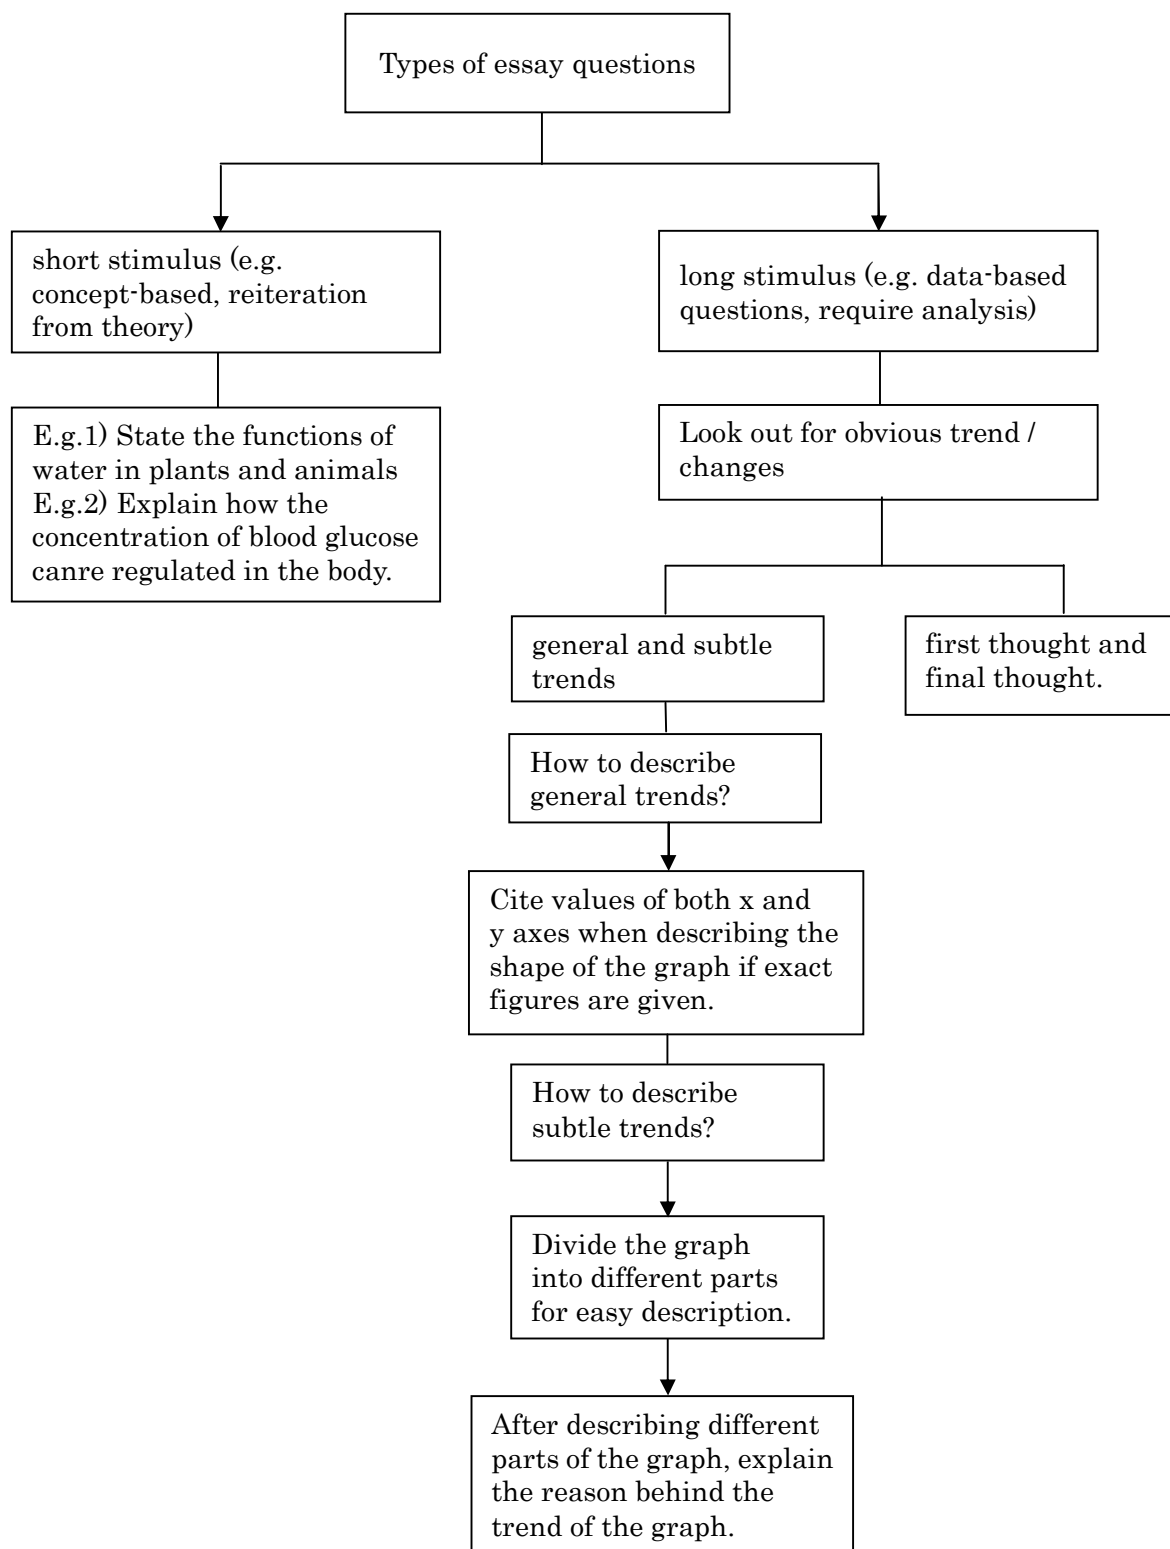 Types of essay questions
short stimulus (e.g.
concept-based, reiteration
from theory)
long stimulus (e.g. data-based
questions, require analysis)
E.g.1) State the functions of
water in plants and animals
E.g.2) Explain how the
concentration of blood glucose
canre regulated in the body.
Look out for obvious trend /
changes
general and subtle
trends
first thought and
final thought.
How to describe
general trends?
Cite values of both x and
y axes when describing the
shape of the graph if exact
figures are given.
How to describe
subtle trends?
Divide the graph
into different parts
for easy description.
After describing different
parts of the graph, explain
the reason behind the
trend of the graph.